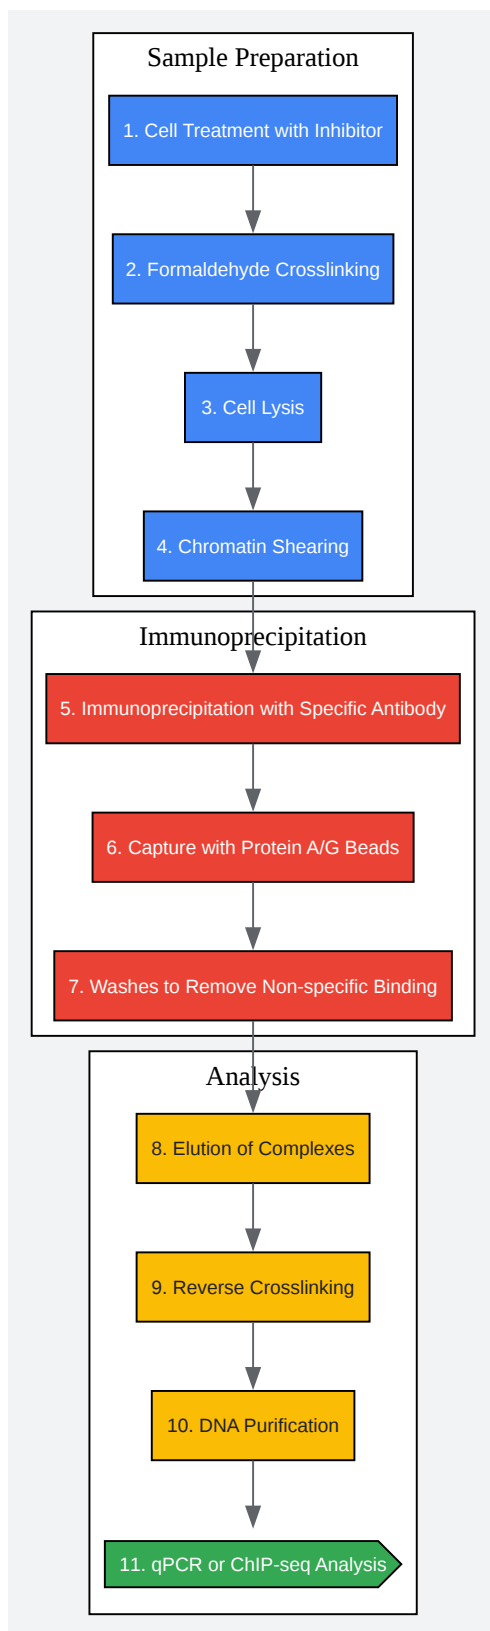 Sample Preparation
1. Cell Treatment with Inhibitor
2. Formaldehyde Crosslinking
3. Cell Lysis
4. Chromatin Shearing
Immunoprecipitation
5. Immunoprecipitation with Specific Antibody
6. Capture with Protein A/G Beads
7. Washes to Remove Non-specific Binding
Analysis
8. Elution of Complexes
9. Reverse Crosslinking
10. DNA Purification
11. qPCR or ChIP-seq Analysis